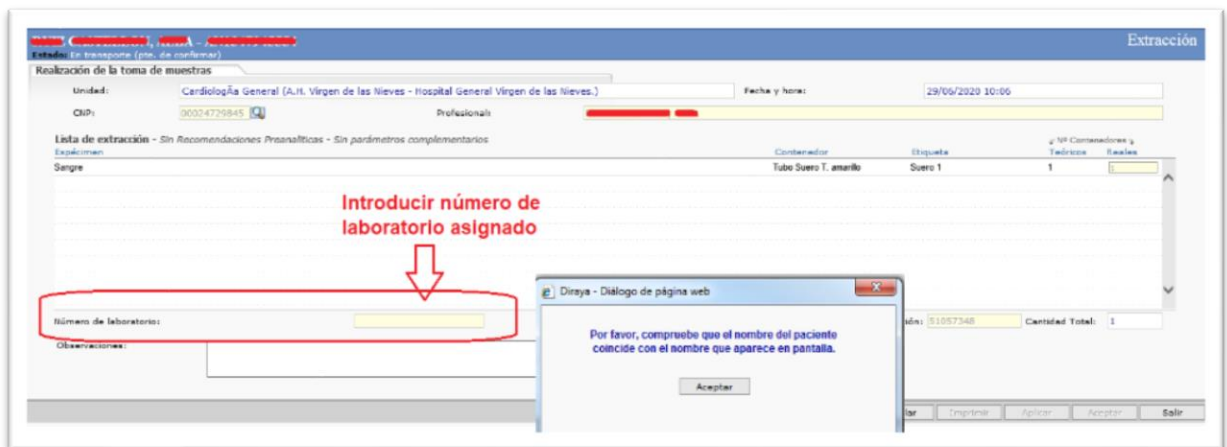 Extracción
Estado: En transporte (pte. de confirmar)
Realización de la toma de muestras
Unidad: CardiologÃa General (A.H. Virgen de las Nieves - Hospital General Virgen de las Nieves.) Fecha y hora: 29/06/2020 10:06
CNP: 00024729845 Profesional:
Lista de extracción - Sin Recomendaciones Preanalíticas - Sin parámetros complementarios Nº Contenedores
Espécimen Contenedor Etiqueta Teóricos Reales
Sangre Tubo Suero T. amarillo Suero 1 1
Introducir número de
laboratorio asignado
Diraya - Diálogo de página web
Número de laboratorio: 51057348 Cantidad Total: 1
Por favor, compruebe que el nombre del paciente
coincide con el nombre que aparece en pantalla.
Observaciones:
Aceptar
Imprimir Aplicar Aceptar Salir